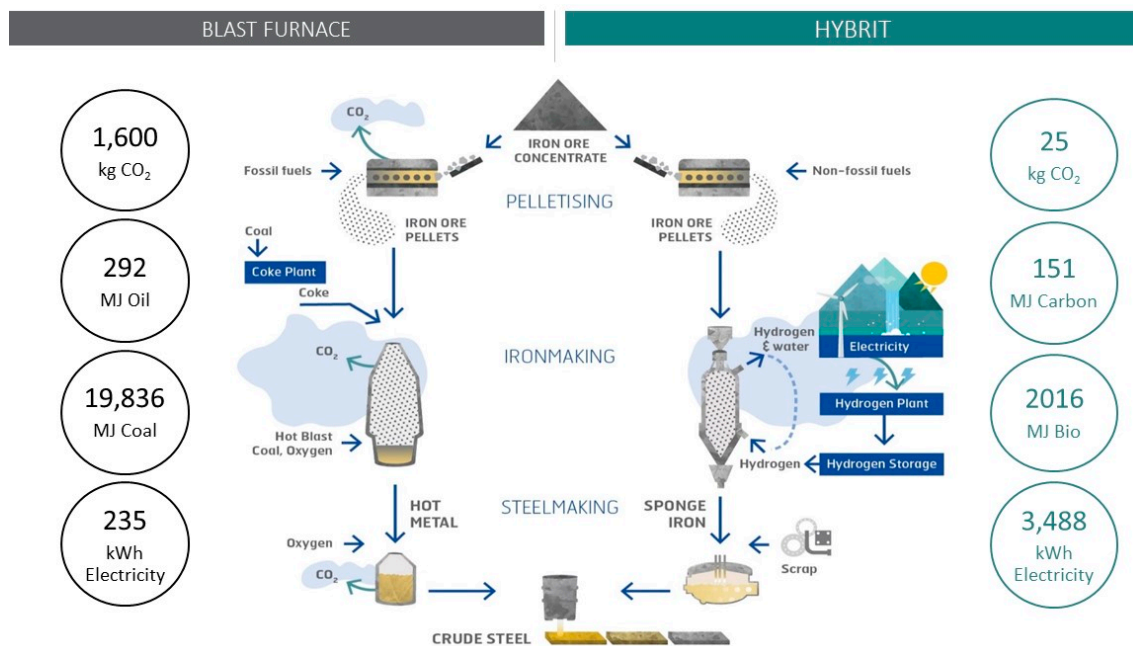 BLAST FURNACE
HYBRIT
1,600
kg CO₂
292
MJ Oil
19,836
MJ Coal
235
kWh
Electricity
CO₂
IRON ORE
CONCENTRATE
Fossil fuels
Non-fossil fuels
PELLETISING
IRON ORE
PELLETS
IRON ORE
PELLETS
Coal
Coke Plant
Coke
CO₂
IRONMAKING
Hydrogen
& water
Electricity
Hydrogen Plant
Hot Blast
Coal, Oxygen
Hydrogen
Hydrogen Storage
HOT
METAL
STEELMAKING
SPONGE
IRON
Oxygen
CO₂
Scrap
CRUDE STEEL
25
kg CO₂
151
MJ Carbon
2016
MJ Bio
3,488
kWh
Electricity